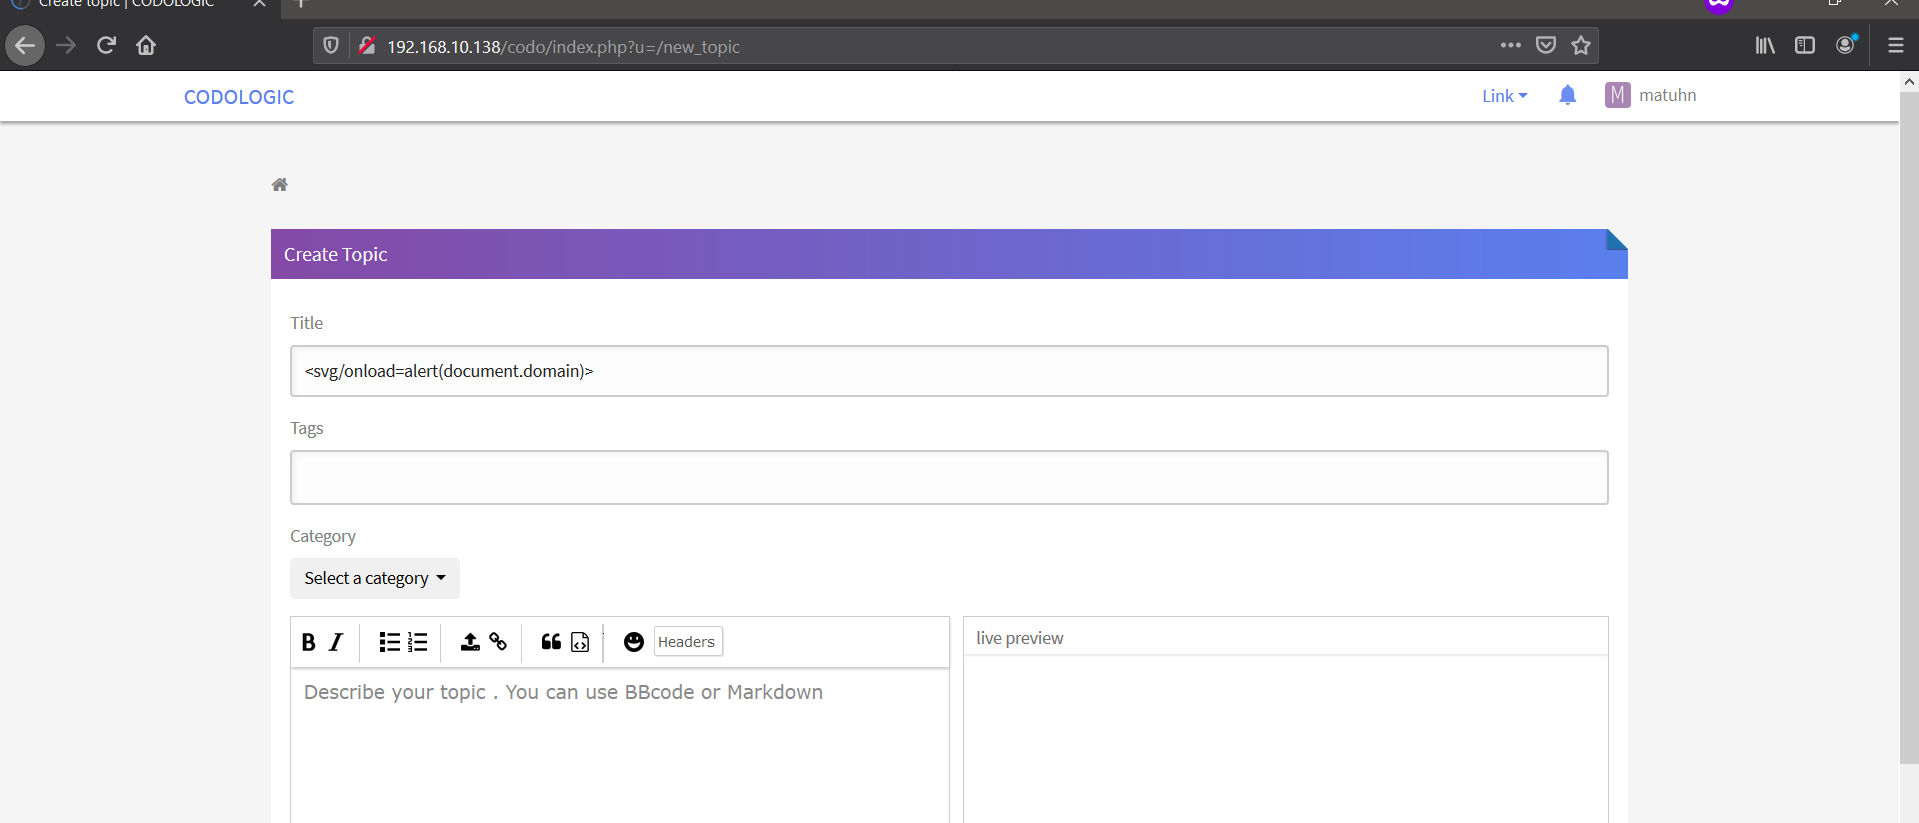 Create topic | CODOLOGIC
192.168.10.138/codo/index.php?u=/new_topic
CODOLOGIC
Link
M matuhn
Create Topic
Title
<svg/onload=alert(document.domain)>
Tags
Category
Select a category
B I Headers
live preview
Describe your topic . You can use BBcode or Markdown